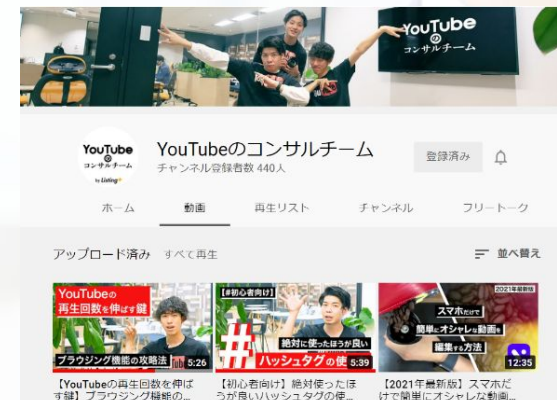 YouTube
の
コンサルチーム
YouTube
の
コンサルチーム
by Listing+
YouTubeのコンサルチーム
チャンネル登録者数 440人
登録済み
ホーム
動画
再生リスト
チャンネル
フリートーク
アップロード済み
すべて再生
並べ替え
YouTubeの
再生回数を伸ばす鍵
ブラウジング機能の攻略法
5:26
【#初心者向け】
#
絶対に使ったほうが良い
ハッシュタグの使
5:39
2021年最新版
スマホだけで
簡単にオシャレな動画を
編集する方法
12:35
【YouTubeの再生回数を伸ば
す鍵】ブラウジング機能の...
【初心者向け】絶対使ったほ
うが良いハッシュタグの使...
【2021年最新版】スマホだ
けで簡単にオシャレな動画...